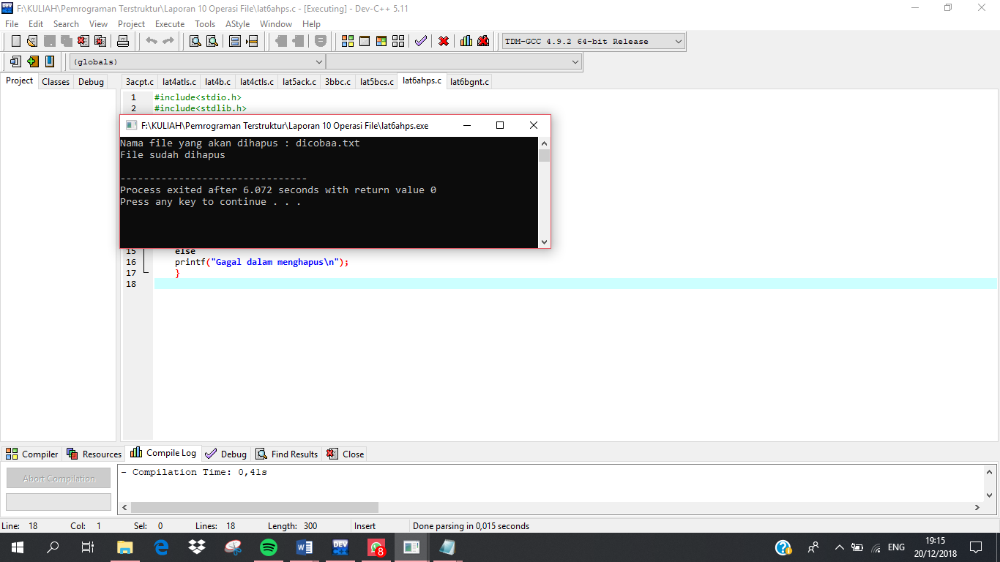 F:\KULIAH\Pemrograman Terstruktur\Laporan 10 Operasi File\lat6ahps.c - [Executing] - Dev-C++ 5.11
File Edit Search View Project Execute Tools AStyle Window Help
TDM-GCC 4.9.2 64-bit Release
(globals)
Project Classes Debug 3acpt.c lat4atls.c lat4b.c lat4ctls.c lat5ack.c 3bbc.c lat5bcs.c lat6ahps.c lat6bgnt.c
1 #include<stdio.h>
2 #include<stdlib.h>
F:\KULIAH\Pemrograman Terstruktur\Laporan 10 Operasi File\lat6ahps.exe
Nama file yang akan dihapus : dicobaa.txt
File sudah dihapus
--------------------------------
Process exited after 6.072 seconds with return value 0
Press any key to continue . . .
15 else
16 printf("Gagal dalam menghapus\n");
17 }
18
Compiler Resources Compile Log Debug Find Results Close
Abort Compilation
- Compilation Time: 0,41s
Line: 18 Col: 1 Sel: 0 Lines: 18 Length: 300 Insert Done parsing in 0,015 seconds
DEV
8
ENG
19:15
20/12/2018